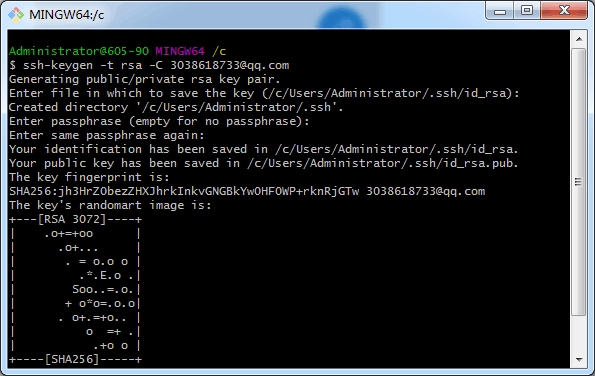 MINGW64:/c
Administrator@605-90 MINGW64 /c
$ ssh-keygen -t rsa -C 3038618733@qq.com
Generating public/private rsa key pair.
Enter file in which to save the key (/c/Users/Administrator/.ssh/id_rsa):
Created directory '/c/Users/Administrator/.ssh'.
Enter passphrase (empty for no passphrase):
Enter same passphrase again:
Your identification has been saved in /c/Users/Administrator/.ssh/id_rsa.
Your public key has been saved in /c/Users/Administrator/.ssh/id_rsa.pub.
The key fingerprint is:
SHA256:jh3HrZObezZHXJhrkInkvGNGBkYwOHFOWP+rknRjGTw 3038618733@qq.com
The key's randomart image is:
+---[RSA 3072]----+
|    .o+=+oo      |
|      .o+...     |
|       . = o.o o |
|         .*.E.o .|
|        Soo..=.o.|
|       + o*o=.o.o|
|      . o+.=+o.. |
|          o  =+ .|
|           .+o o |
+----[SHA256]-----+